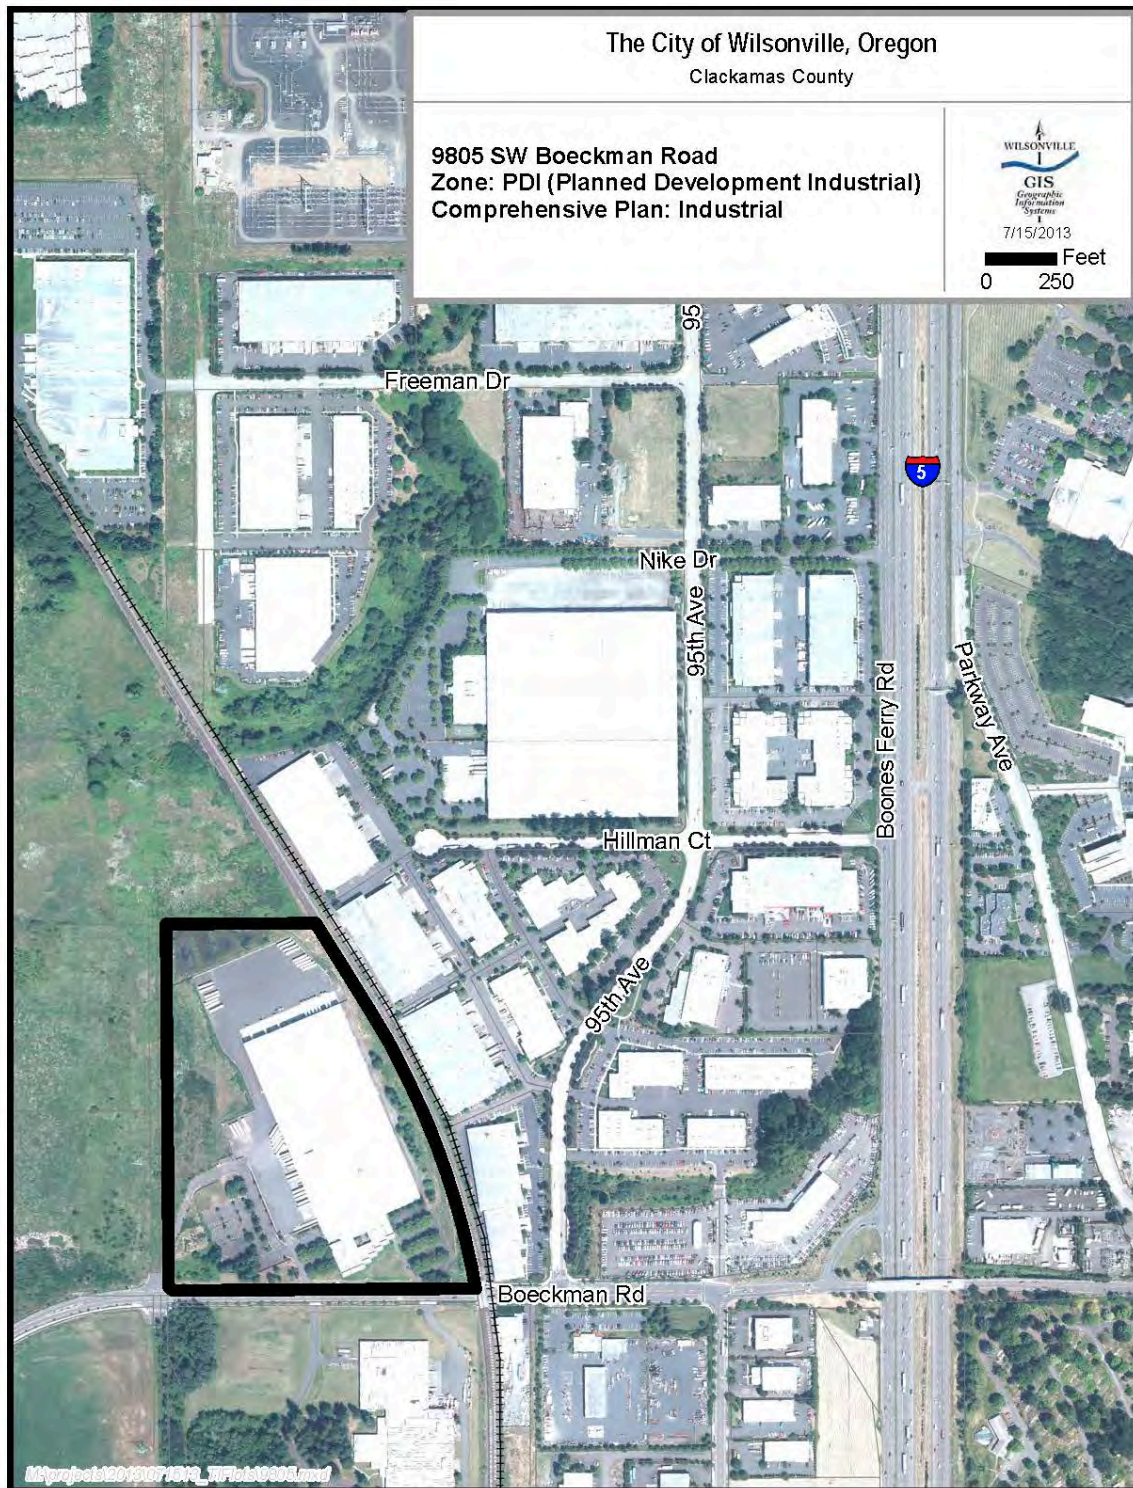 The City of Wilsonville, Oregon
Clackamas County
9805 SW Boeckman Road
Zone: PDI (Planned Development Industrial)
Comprehensive Plan: Industrial
WILSONVILLE
GIS
Geographic
Information
Systems
7/15/2013
Feet
0 250
95
Freeman Dr
5
Nike Dr
95th Ave
Parkway Ave
Boones Ferry Rd
Hillman Ct
95th Ave
Boeckman Rd